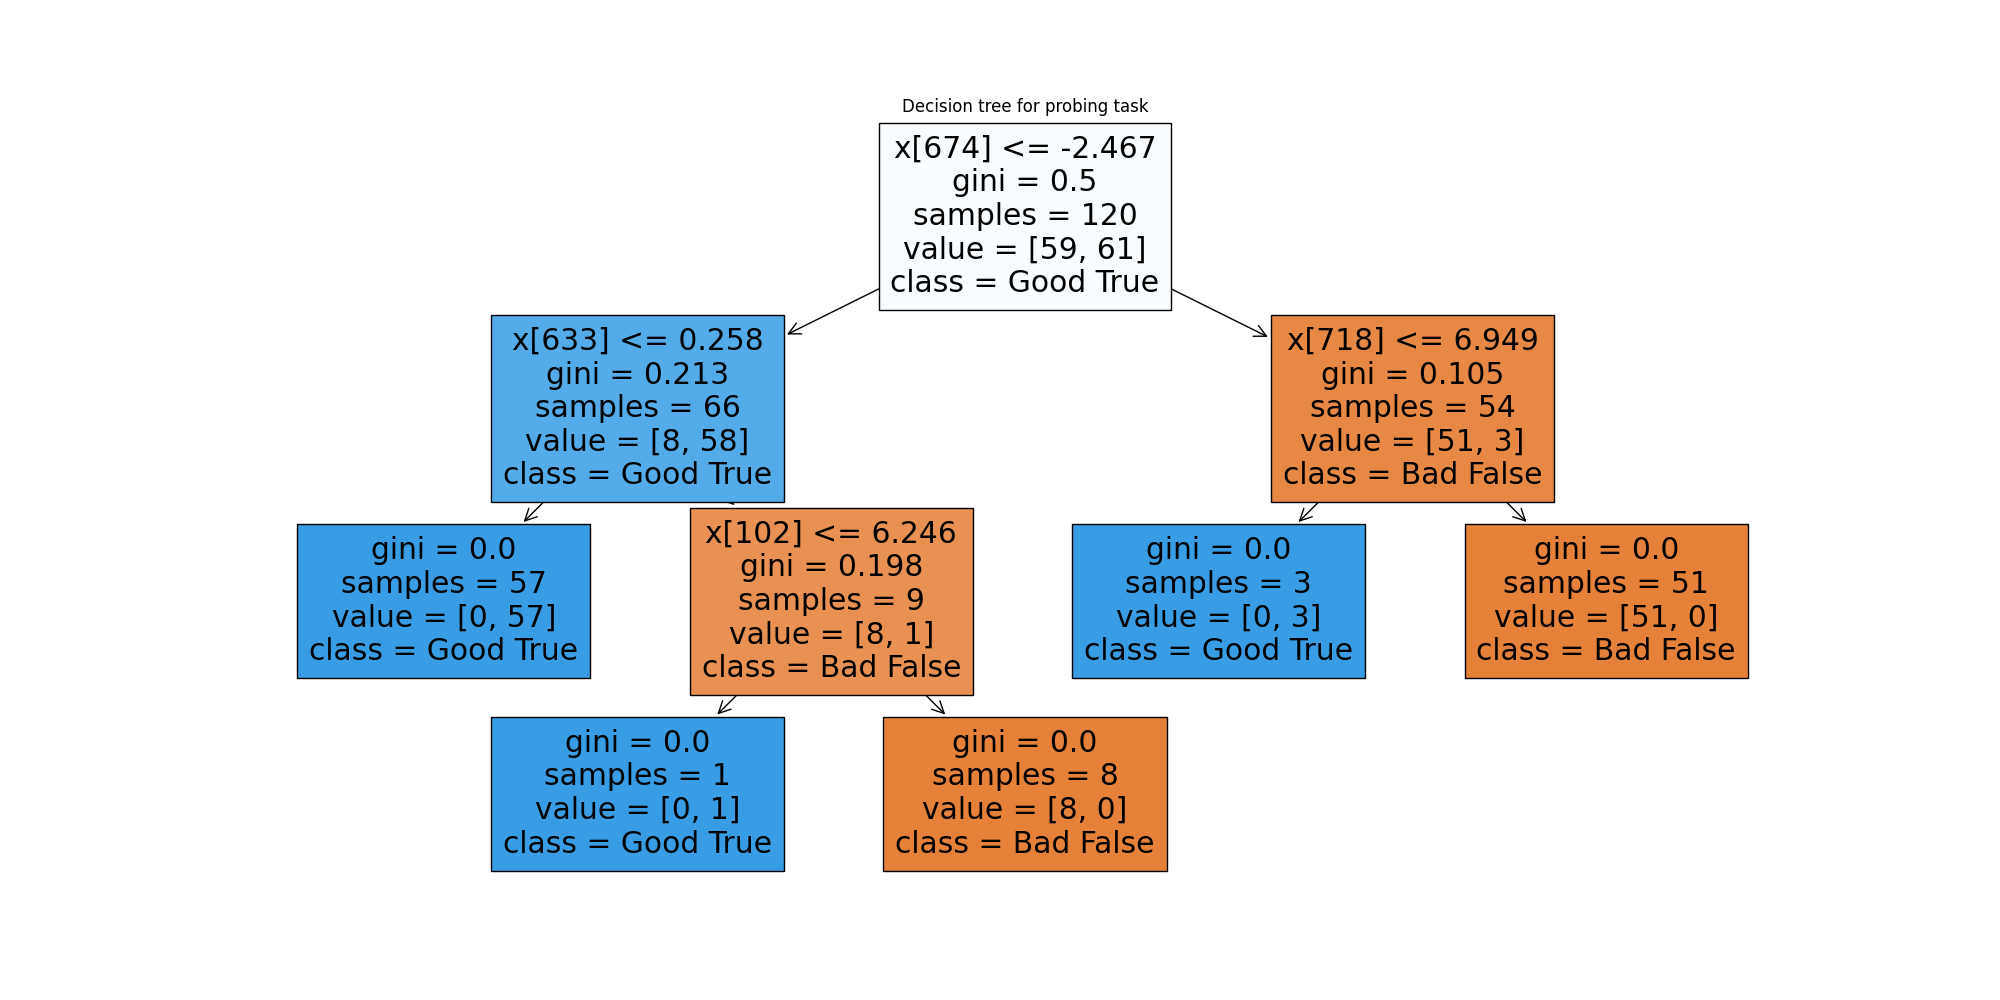 Decision tree for probing task
x[674] <= -2.467
gini = 0.5
samples = 120
value = [59, 61]
class = Good True
x[633] <= 0.258
gini = 0.213
samples = 66
value = [8, 58]
class = Good True
x[718] <= 6.949
gini = 0.105
samples = 54
value = [51, 3]
class = Bad False
gini = 0.0
samples = 57
value = [0, 57]
class = Good True
x[102] <= 6.246
gini = 0.198
samples = 9
value = [8, 1]
class = Bad False
gini = 0.0
samples = 3
value = [0, 3]
class = Good True
gini = 0.0
samples = 51
value = [51, 0]
class = Bad False
gini = 0.0
samples = 1
value = [0, 1]
class = Good True
gini = 0.0
samples = 8
value = [8, 0]
class = Bad False